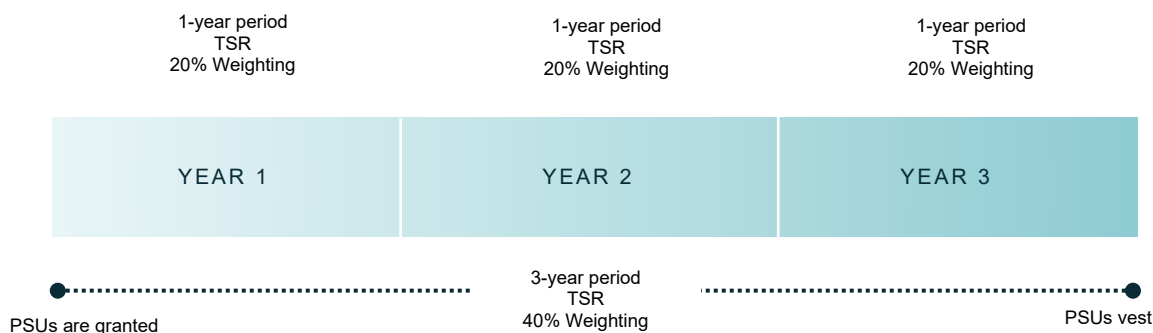 1-year period
TSR
20% Weighting
1-year period
TSR
20% Weighting
1-year period
TSR
20% Weighting
YEAR 1
YEAR 2
YEAR 3
3-year period
TSR
40% Weighting
PSUs are granted
PSUs vest